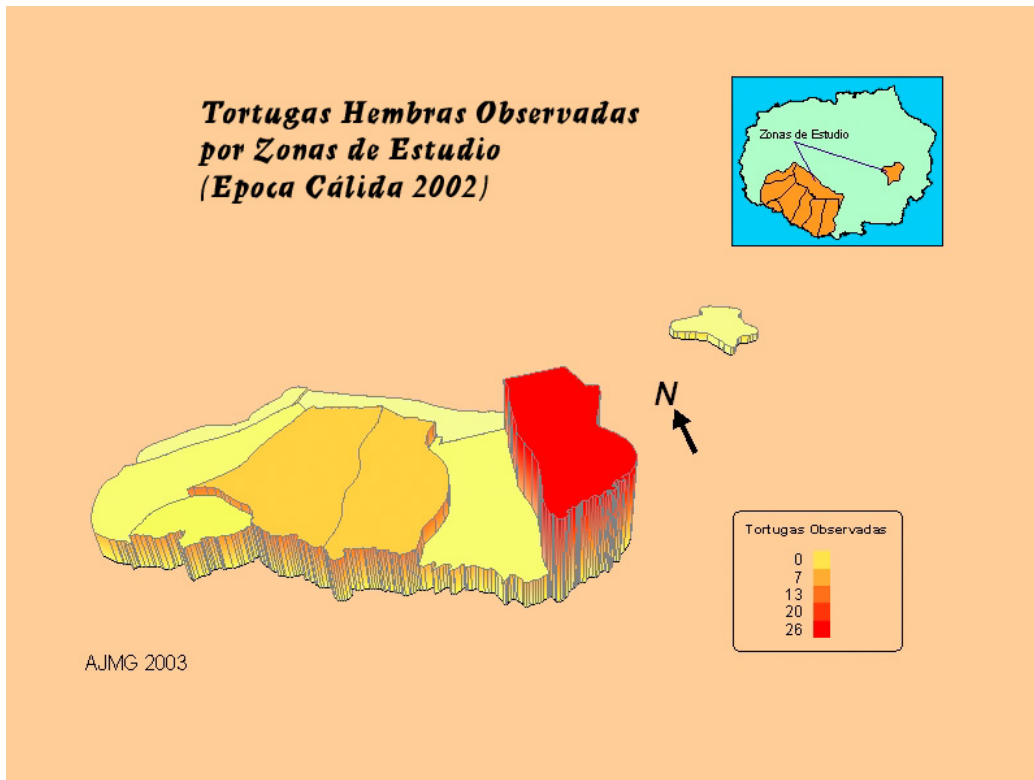 Tortugas Hembras Observadas
por Zonas de Estudio
(Epoca Cálida 2002)
Zonas de Estudio
N
Tortugas Observadas
0
7
13
20
26
AJMG 2003